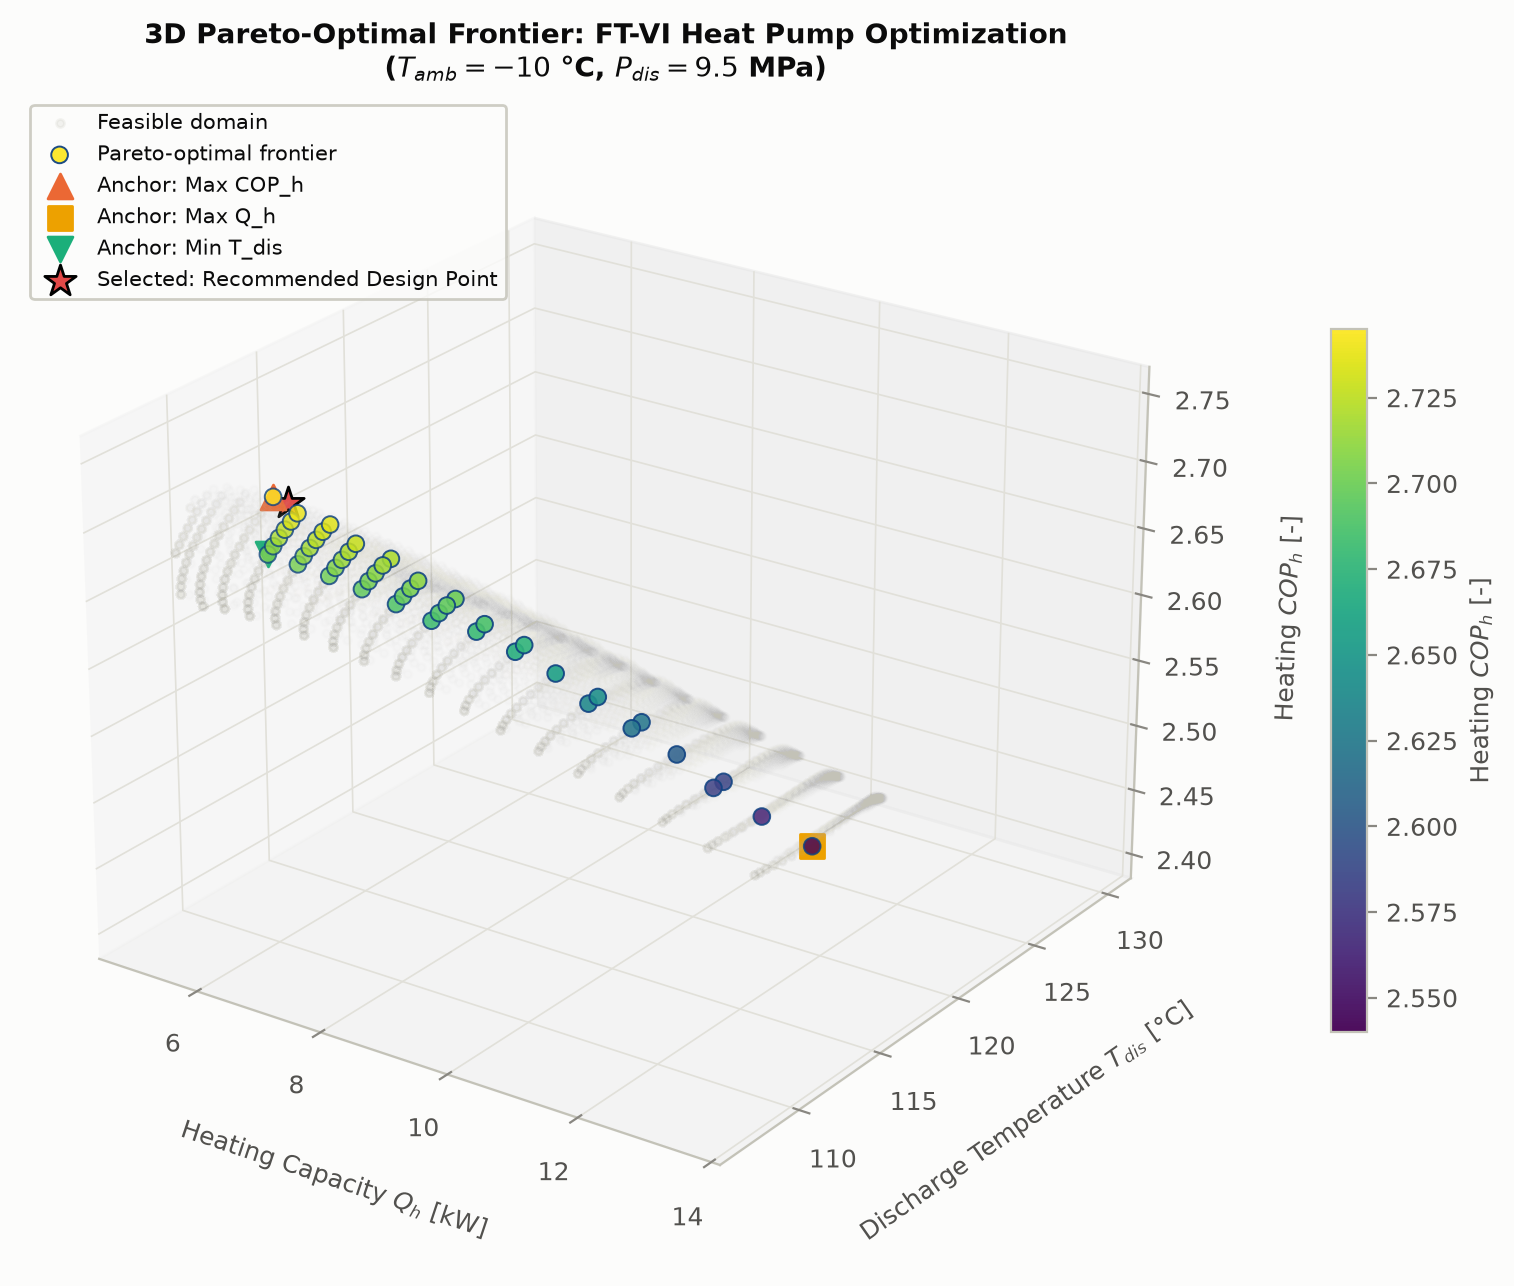 3D Pareto-Optimal Frontier: FT-VI Heat Pump Optimization
(T_amb = −10 °C, P_dis = 9.5 MPa)
Feasible domain
Pareto-optimal frontier
Anchor: Max COP_h
Anchor: Max Q_h
Anchor: Min T_dis
Selected: Recommended Design Point
2.75
2.70
2.65
2.60
2.55
2.50
2.45
2.40
Heating COP_h [-]
130
125
120
115
110
Discharge Temperature T_dis [°C]
6
8
10
12
14
Heating Capacity Q_h [kW]
2.725
2.700
2.675
2.650
2.625
2.600
2.575
2.550
Heating COP_h [-]